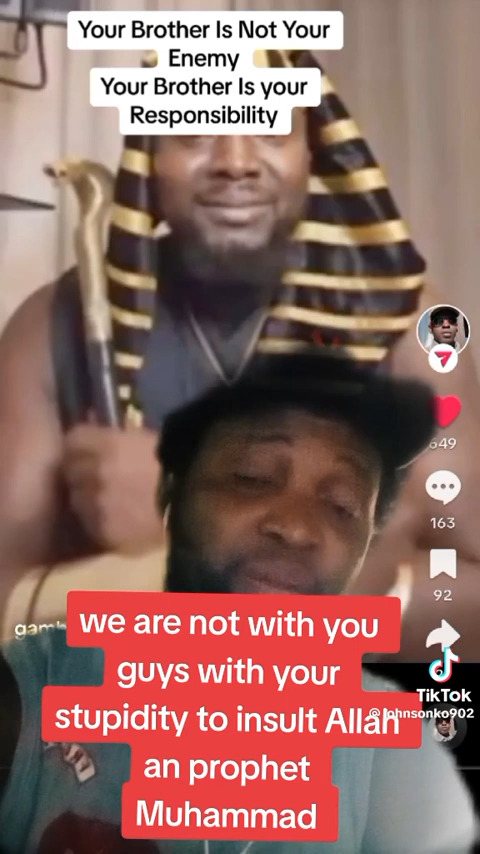 Your Brother Is Not Your
Enemy
Your Brother Is your
Responsibility
649
163
92
TikTok
@johnsonko902
we are not with you
guys with your
stupidity to insult Allah
an prophet
Muhammad